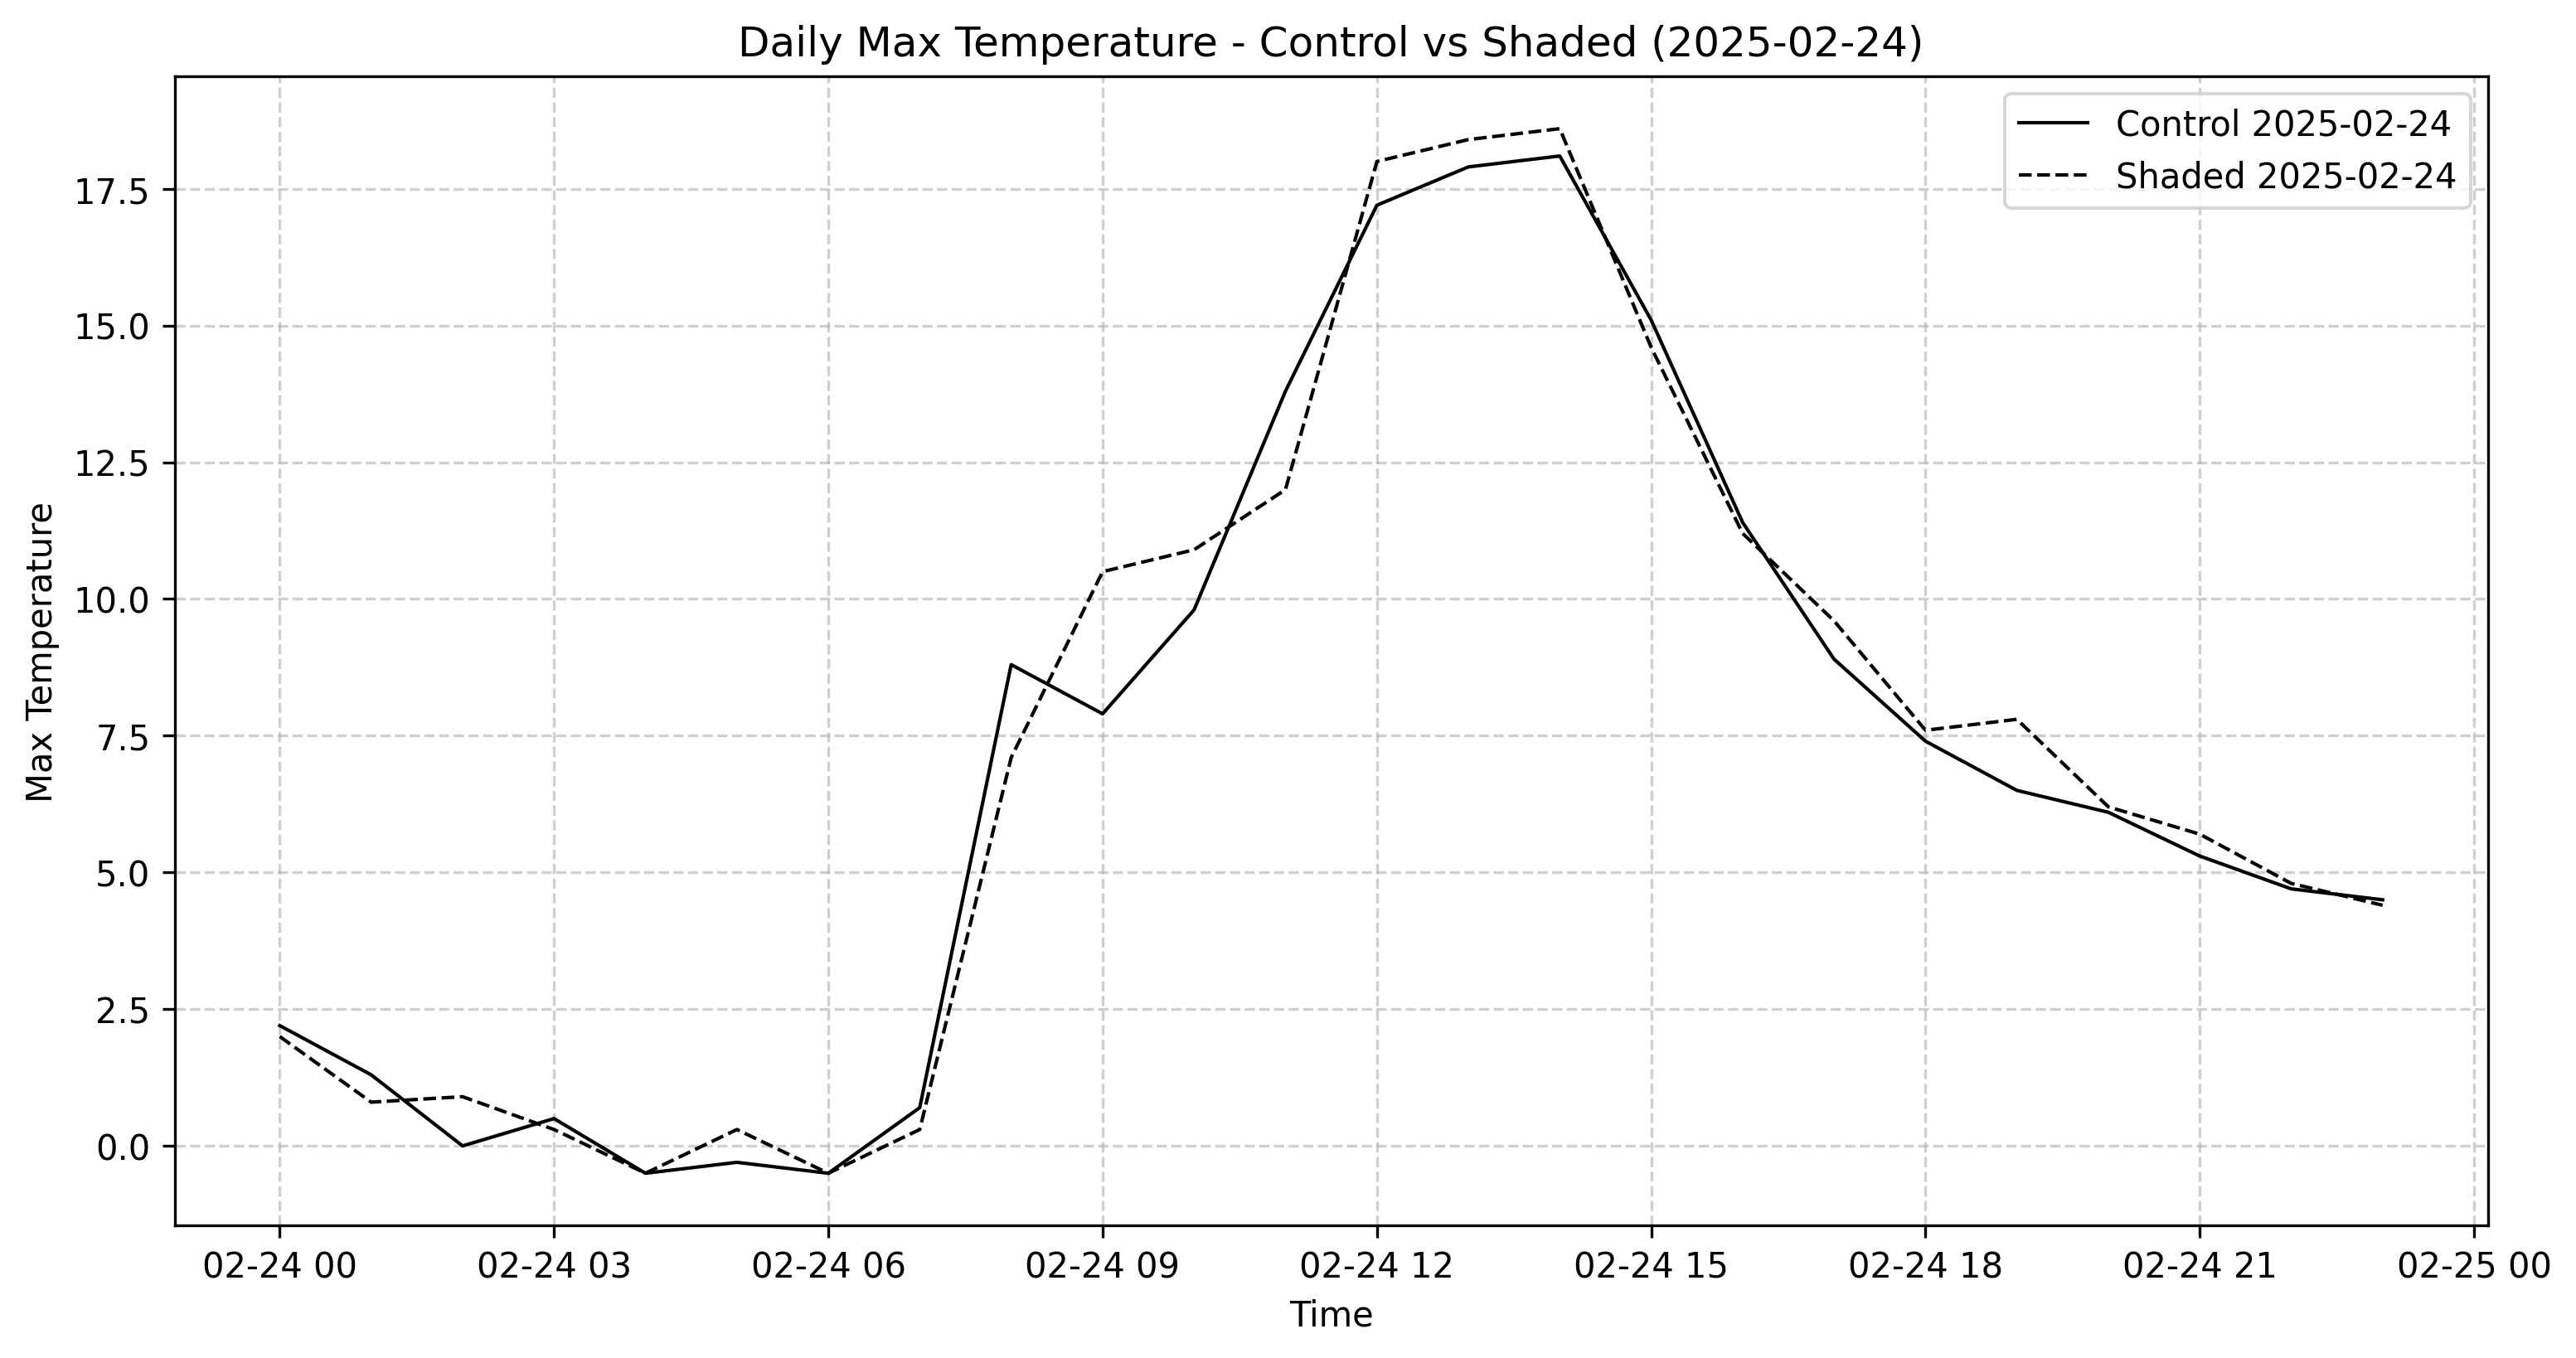 Daily Max Temperature - Control vs Shaded (2025-02-24)
Control 2025-02-24
Shaded 2025-02-24
Max Temperature
17.5
15.0
12.5
10.0
7.5
5.0
2.5
0.0
02-24 00 02-24 03 02-24 06 02-24 09 02-24 12 02-24 15 02-24 18 02-24 21 02-25 00
Time